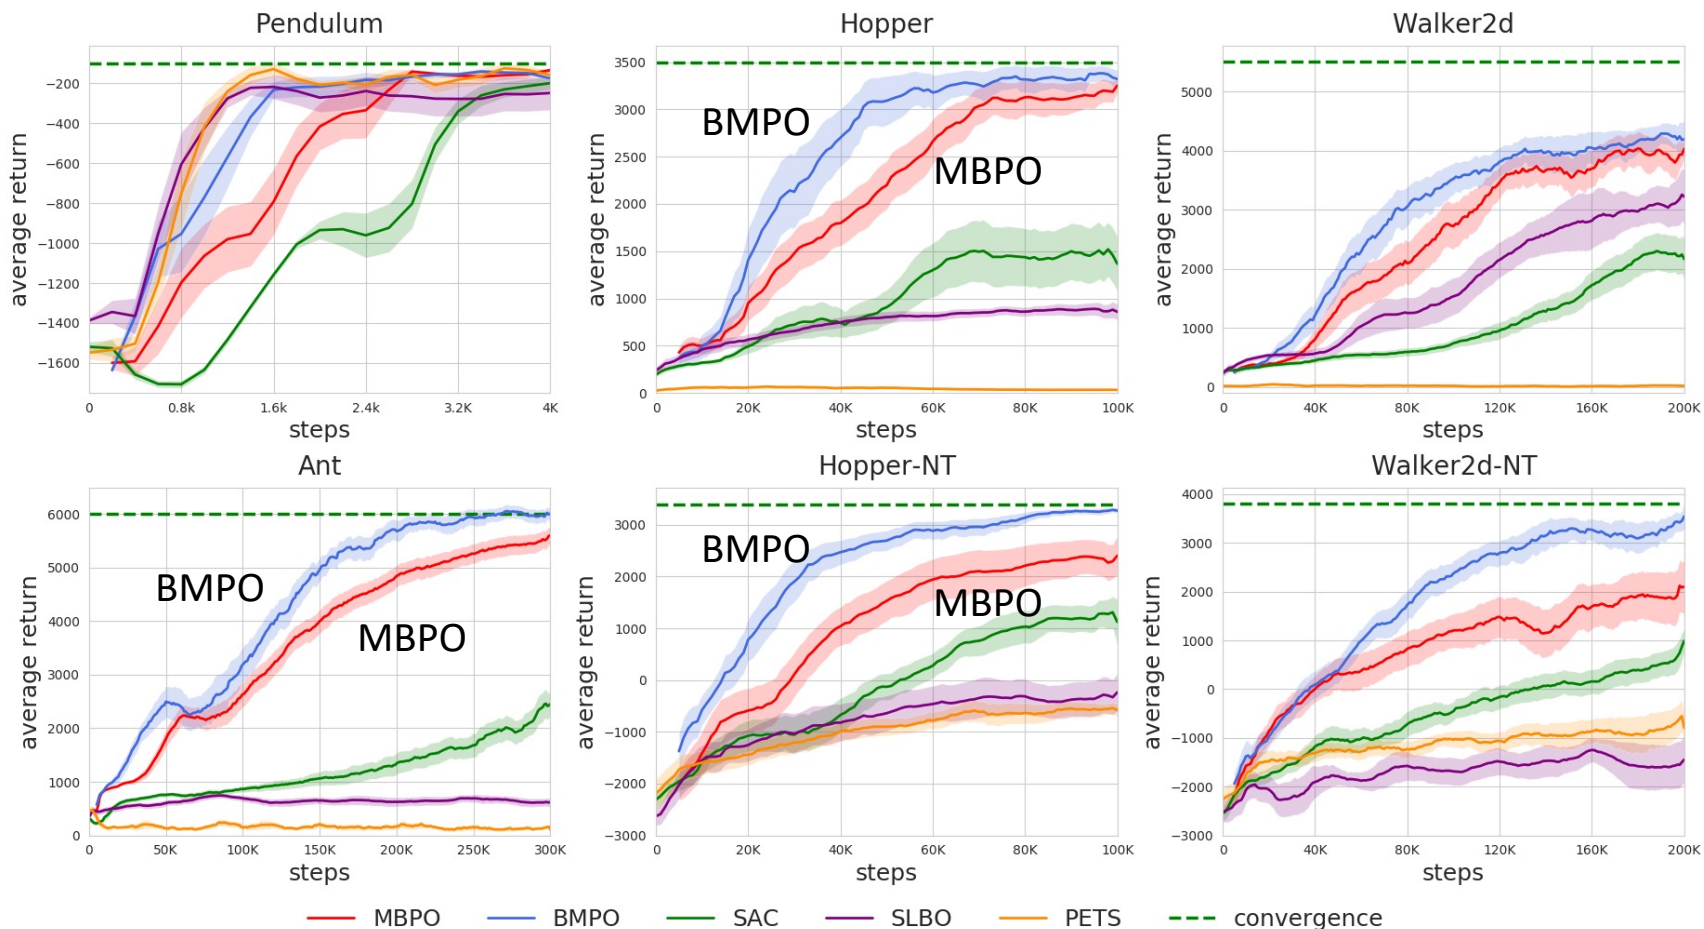 Pendulum
average return
−200
−400
−600
−800
−1000
−1200
−1400
−1600
0 0.8k 1.6k 2.4k 3.2k 4K
steps
Hopper
average return
3500
3000
2500
2000
1500
1000
500
0
BMPO
MBPO
0 20K 40K 60K 80K 100K
steps
Walker2d
average return
5000
4000
3000
2000
1000
0
0 40K 80K 120K 160K 200K
steps
Ant
average return
6000
5000
4000
3000
2000
1000
0
BMPO
MBPO
0 50K 100K 150K 200K 250K 300K
steps
Hopper-NT
average return
3000
2000
1000
0
−1000
−2000
−3000
BMPO
MBPO
0 20K 40K 60K 80K 100K
steps
Walker2d-NT
average return
4000
3000
2000
1000
0
−1000
−2000
−3000
0 40K 80K 120K 160K 200K
steps
MBPO BMPO SAC SLBO PETS convergence